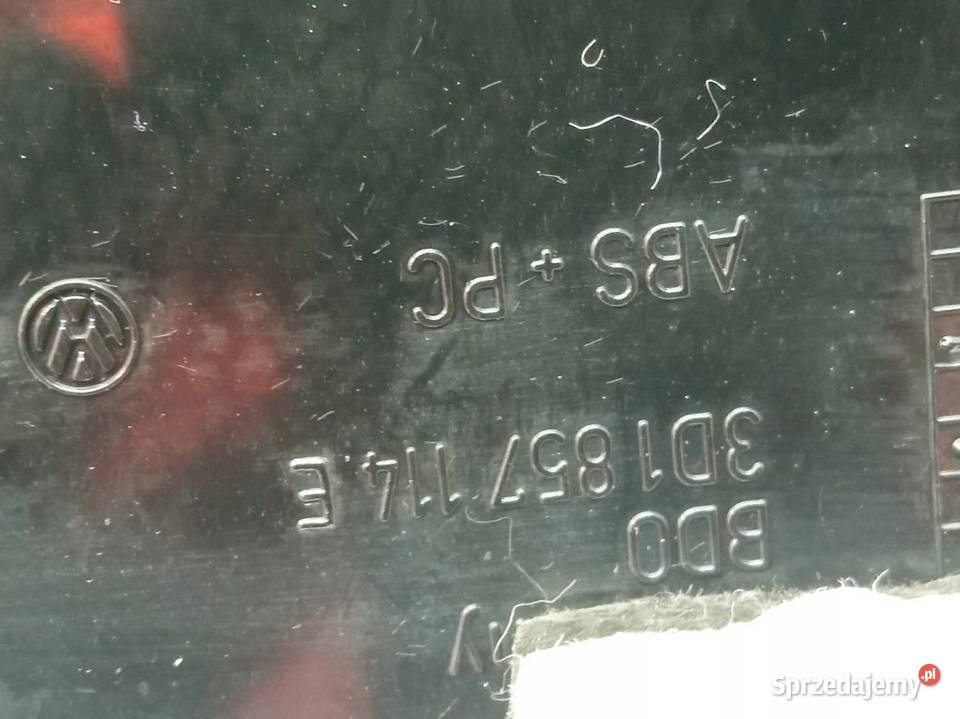 BDO
3D1 857 114 E
ABS + PC
Sprzedajemy.pl